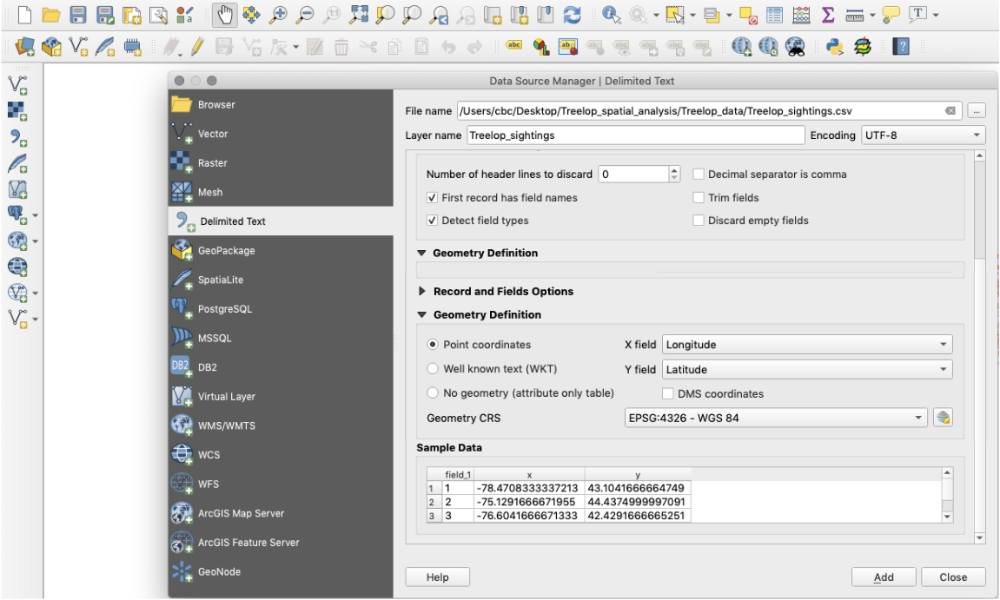 Data Source Manager | Delimited Text
Browser
Vector
Raster
Mesh
Delimited Text
GeoPackage
SpatiaLite
PostgreSQL
MSSQL
DB2
DB2
Virtual Layer
WMS/WMTS
WCS
WFS
ArcGIS Map Server
ArcGIS Feature Server
GeoNode
File name /Users/cbc/Desktop/Treelop_spatial_analysis/Treelop_data/Treelop_sightings.csv ...
Layer name Treelop_sightings Encoding UTF-8
Number of header lines to discard 0 Decimal separator is comma
First record has field names Trim fields
Detect field types Discard empty fields
Geometry Definition
Record and Fields Options
Geometry Definition
Point coordinates X field Longitude
Well known text (WKT) Y field Latitude
No geometry (attribute only table) DMS coordinates
Geometry CRS EPSG:4326 - WGS 84
Sample Data
field_1 x y
1 1 -78.4708333337213 43.1041666664749
2 2 -75.1291666671955 44.4374999997091
3 3 -76.6041666671333 42.4291666665251
Help Add Close